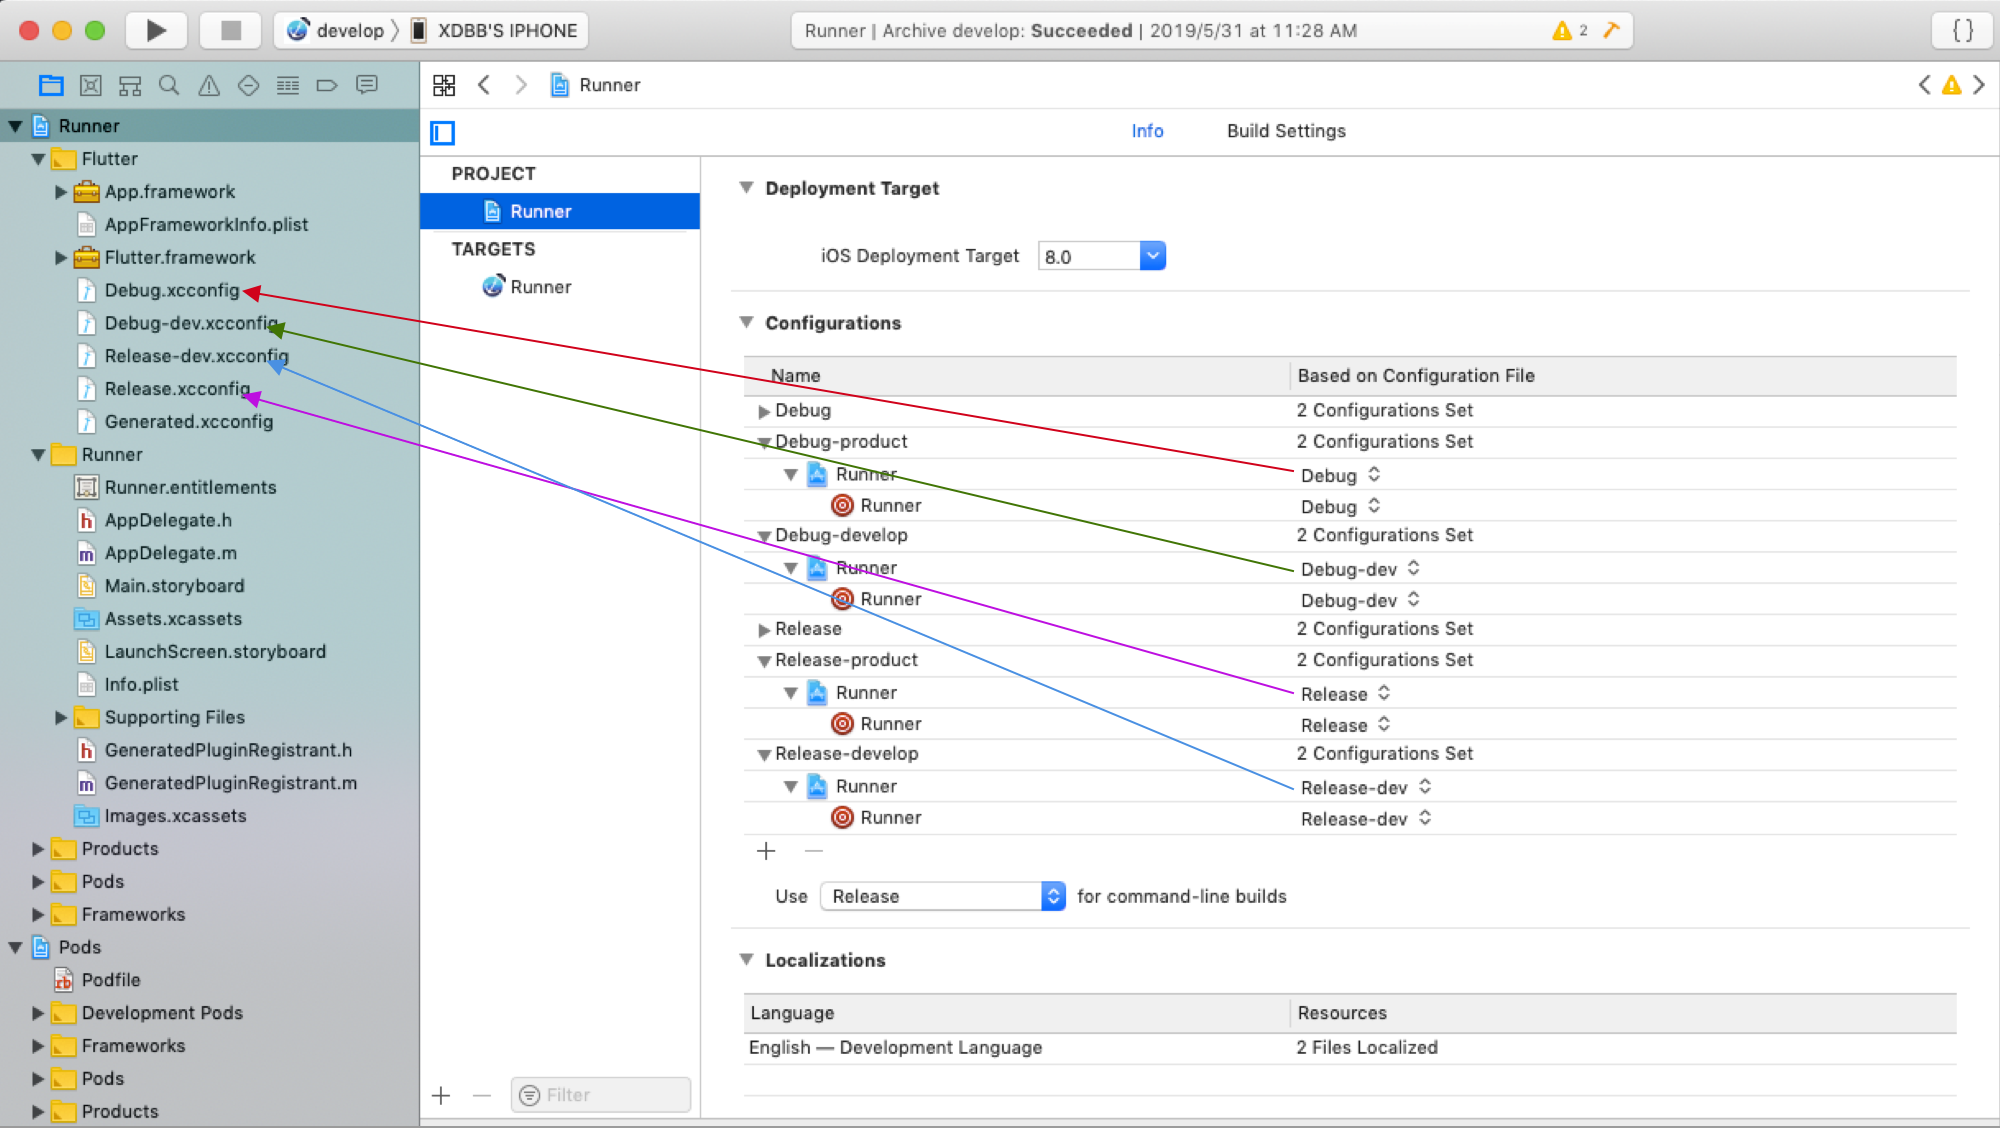 develop 〉 XDBB'S IPHONE
Runner | Archive develop: Succeeded | 2019/5/31 at 11:28 AM
2
{ }
Runner
Flutter
App.framework
AppFrameworkInfo.plist
Flutter.framework
Debug.xcconfig
Debug-dev.xcconfig
Release-dev.xcconfig
Release.xcconfig
Generated.xcconfig
Runner
Runner.entitlements
h AppDelegate.h
m AppDelegate.m
Main.storyboard
Assets.xcassets
LaunchScreen.storyboard
Info.plist
Supporting Files
h GeneratedPluginRegistrant.h
m GeneratedPluginRegistrant.m
Images.xcassets
Products
Pods
Frameworks
Pods
rb Podfile
Development Pods
Frameworks
Pods
Products
Runner
Info Build Settings
PROJECT
Runner
TARGETS
Runner
Filter
Deployment Target
iOS Deployment Target 8.0
Configurations
Name Based on Configuration File
Debug 2 Configurations Set
Debug-product 2 Configurations Set
Runner Debug
Runner Debug
Debug-develop 2 Configurations Set
Runner Debug-dev
Runner Debug-dev
Release 2 Configurations Set
Release-product 2 Configurations Set
Runner Release
Runner Release
Release-develop 2 Configurations Set
Runner Release-dev
Runner Release-dev
Use Release for command-line builds
Localizations
Language Resources
English — Development Language 2 Files Localized